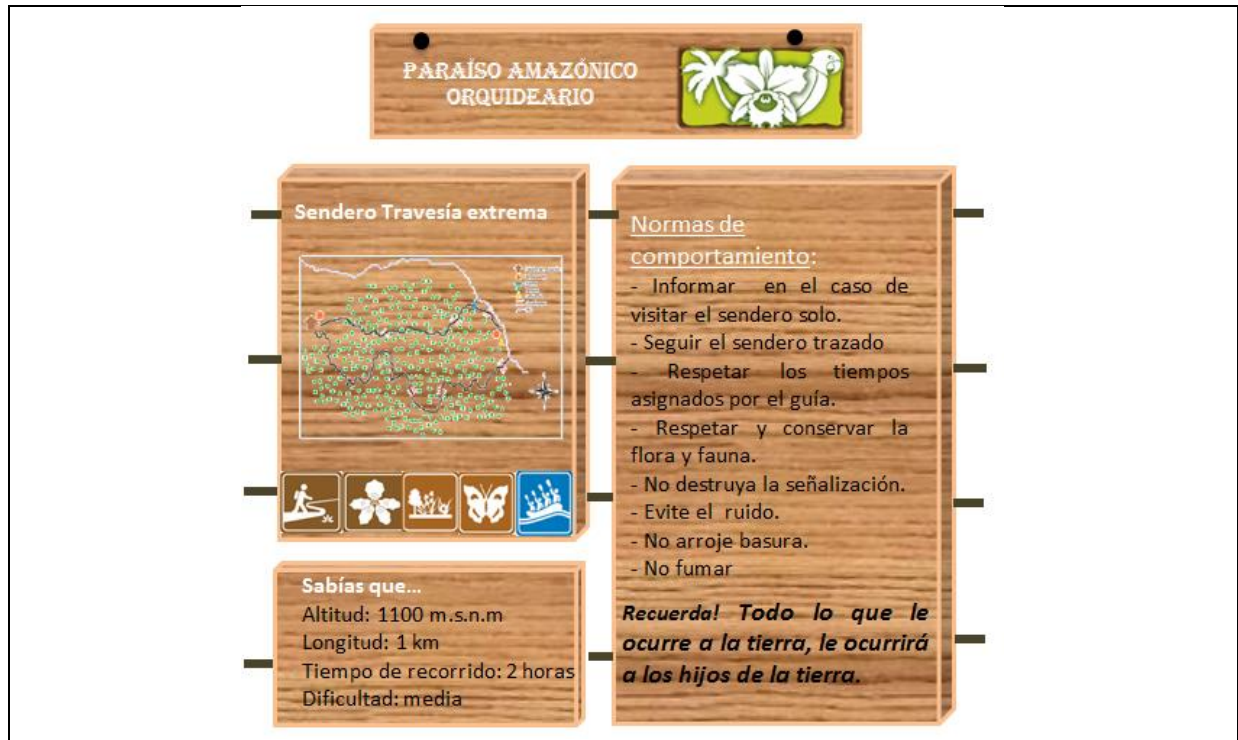 PARAÍSO AMAZÓNICO
ORQUIDEARIO
Sendero Travesía extrema
Sabías que...
Altitud: 1100 m.s.n.m
Longitud: 1 km
Tiempo de recorrido: 2 horas
Dificultad: media
Normas de
comportamiento:
- Informar en el caso de
visitar el sendero solo.
- Seguir el sendero trazado
- Respetar los tiempos
asignados por el guía.
- Respetar y conservar la
flora y fauna.
- No destruya la señalización.
- Evite el ruido.
- No arroje basura.
- No fumar
Recuerda! Todo lo que le
ocurre a la tierra, le ocurrirá
a los hijos de la tierra.